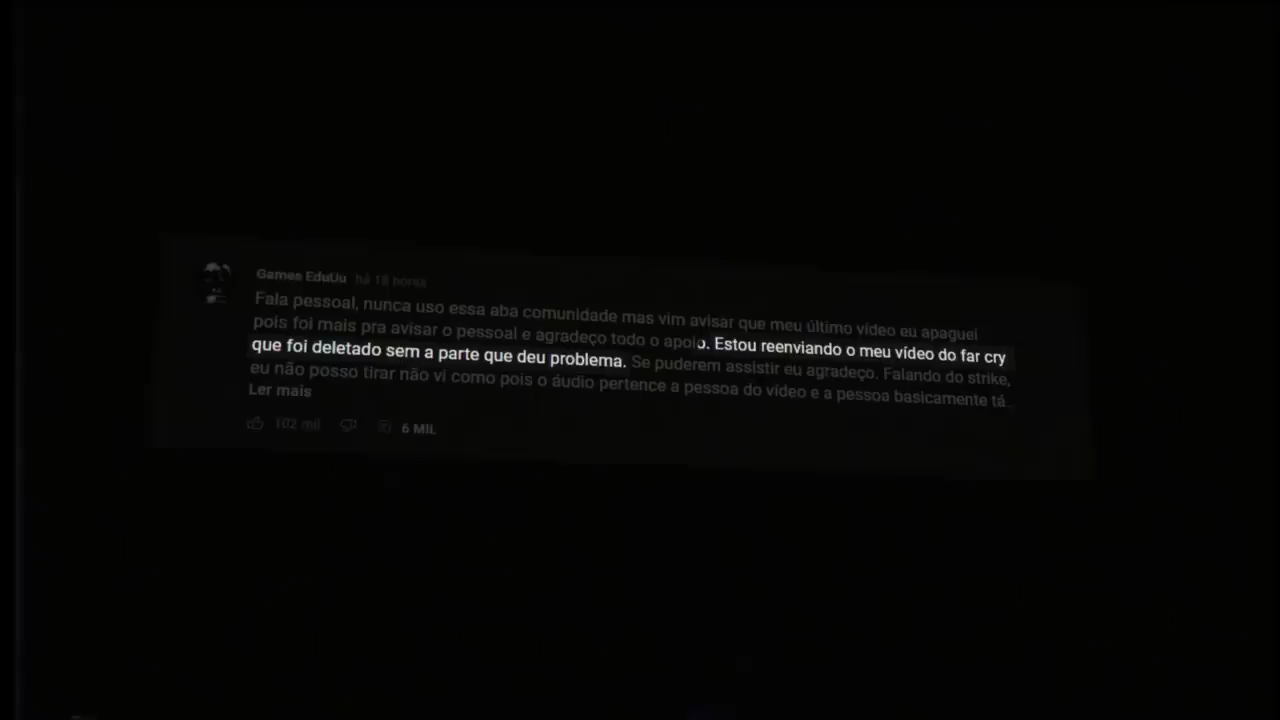 Games EduUu há 18 horas
Fala pessoal, nunca uso essa aba comunidade mas vim avisar que meu último vídeo eu apaguei
pois foi mais pra avisar o pessoal e agradeço todo o apoio. Estou reenviando o meu vídeo do far cry
que foi deletado sem a parte que deu problema. Se puderem assistir eu agradeço. Falando do strike,
eu não posso tirar não vi como pois o áudio pertence a pessoa do vídeo e a pessoa basicamente tá...
Ler mais
102 mil 6 MIL